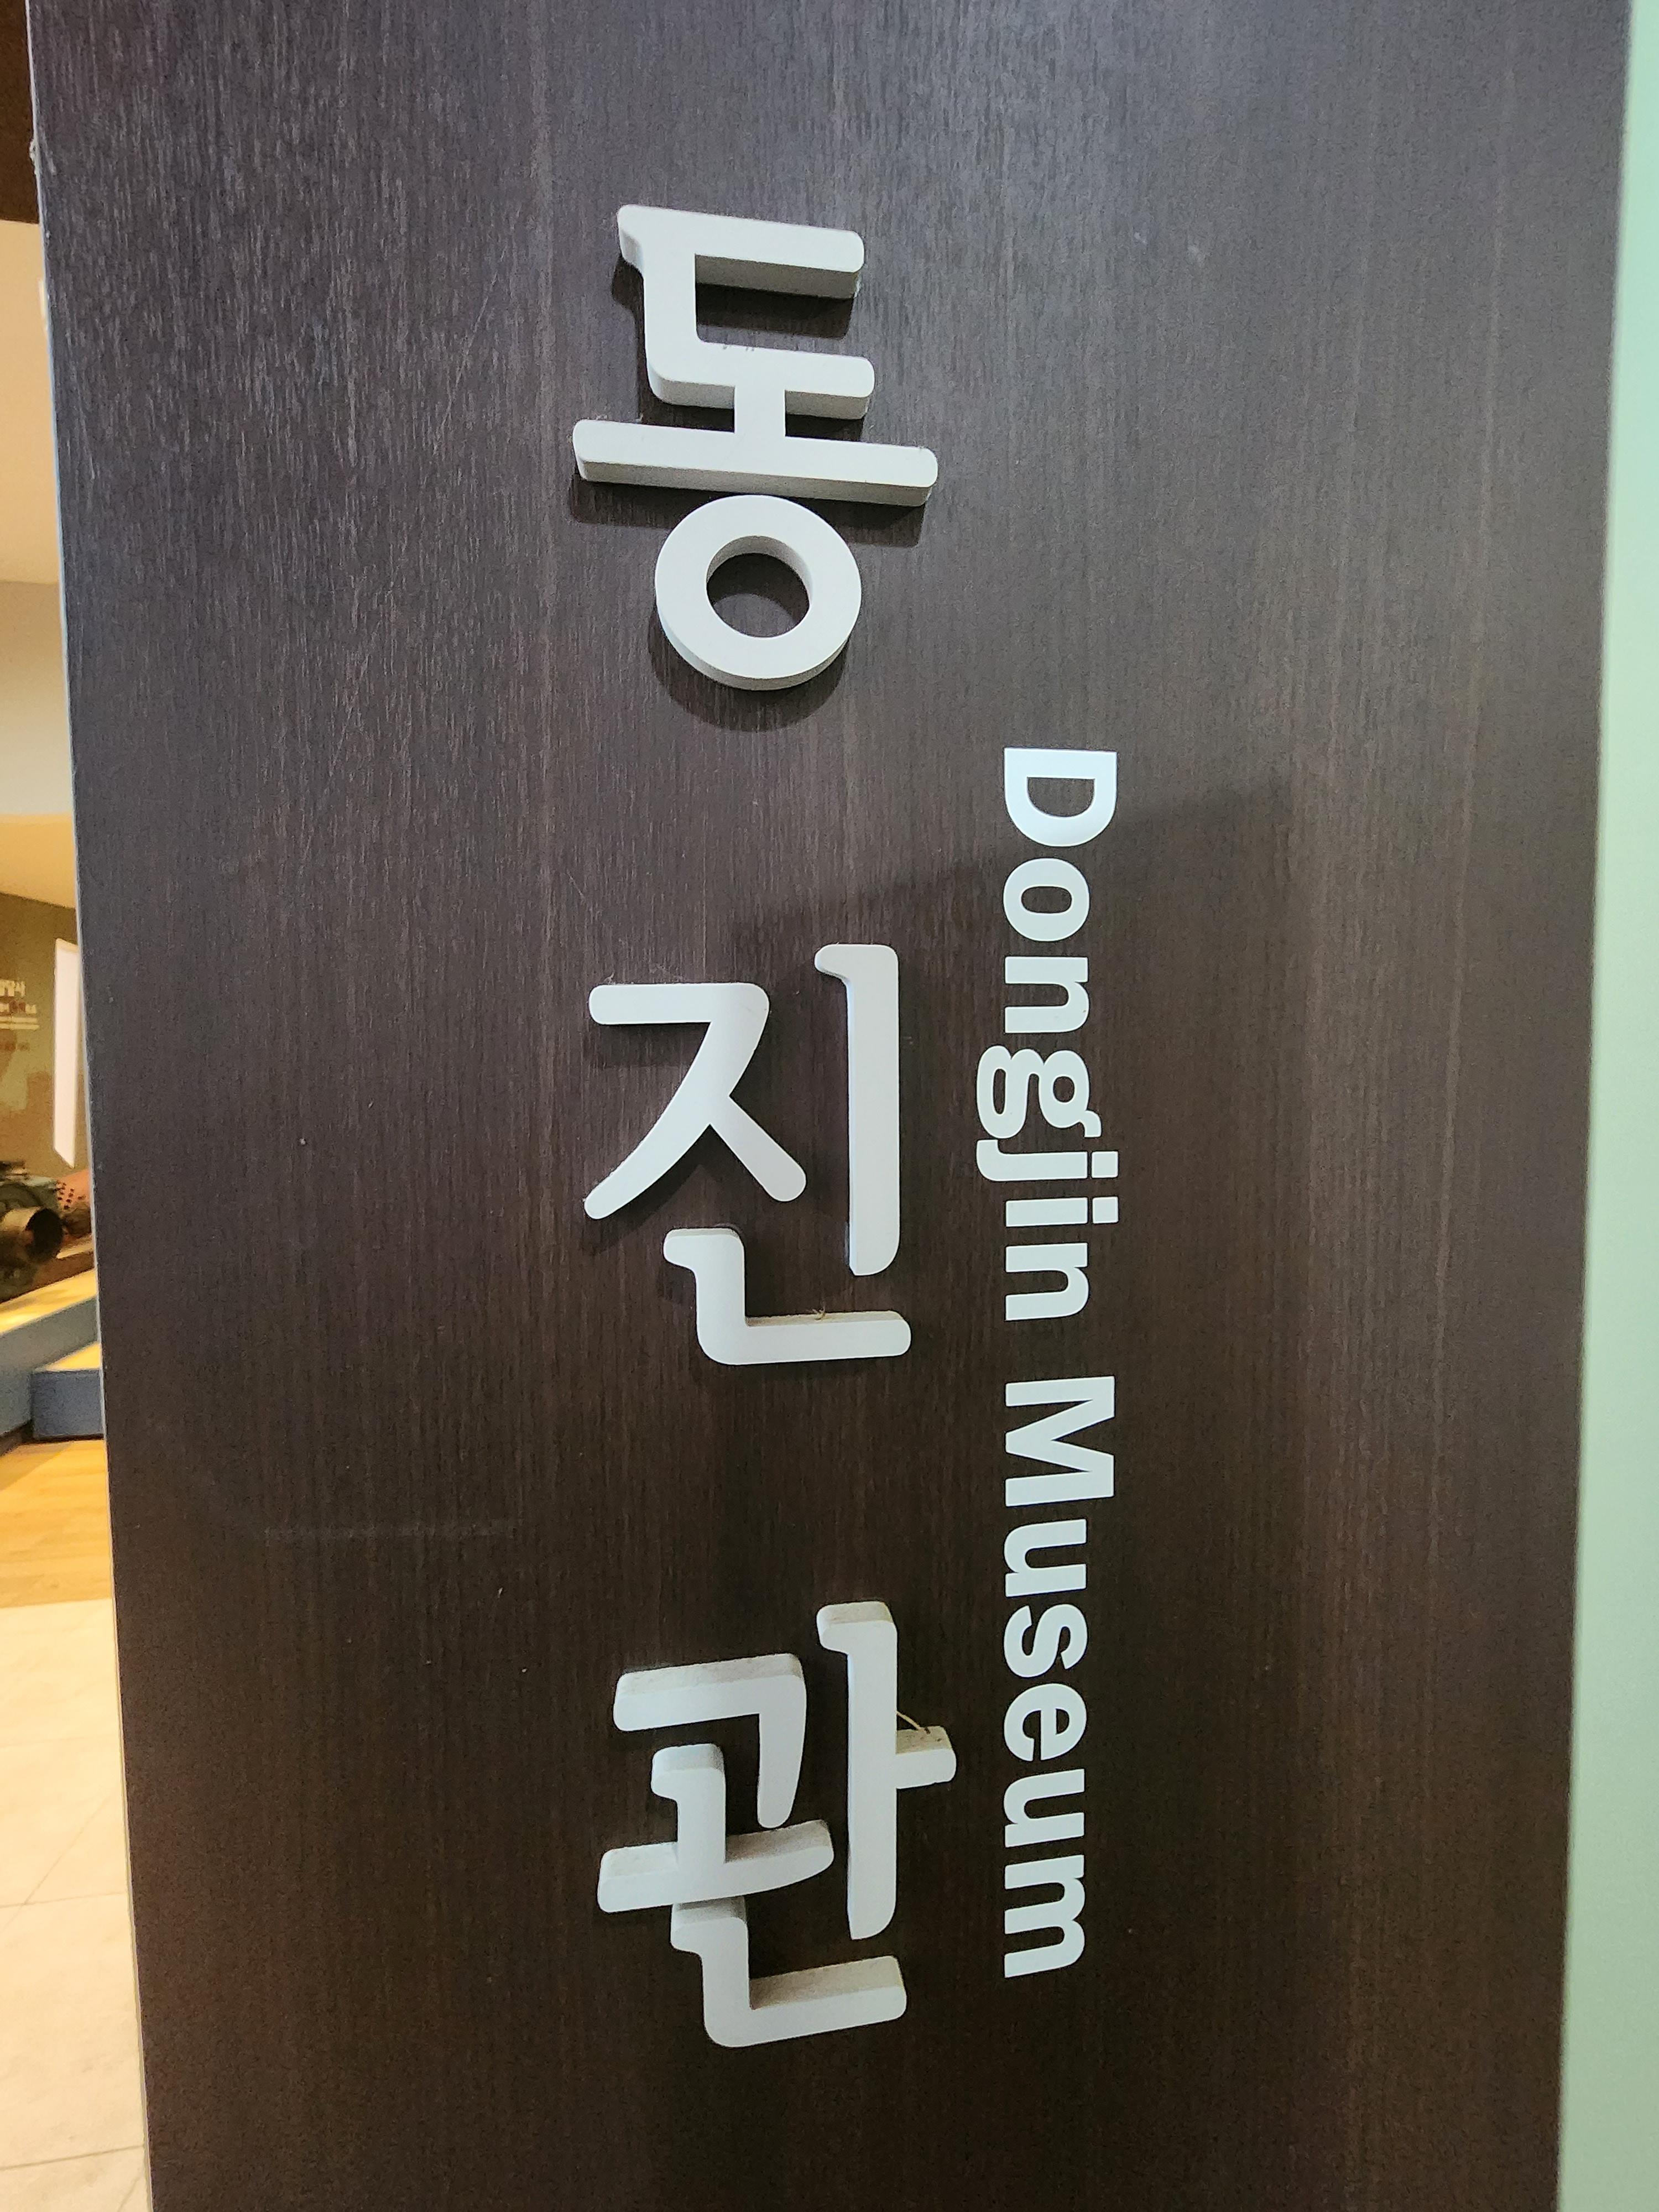 동진관
Dongjin Museum